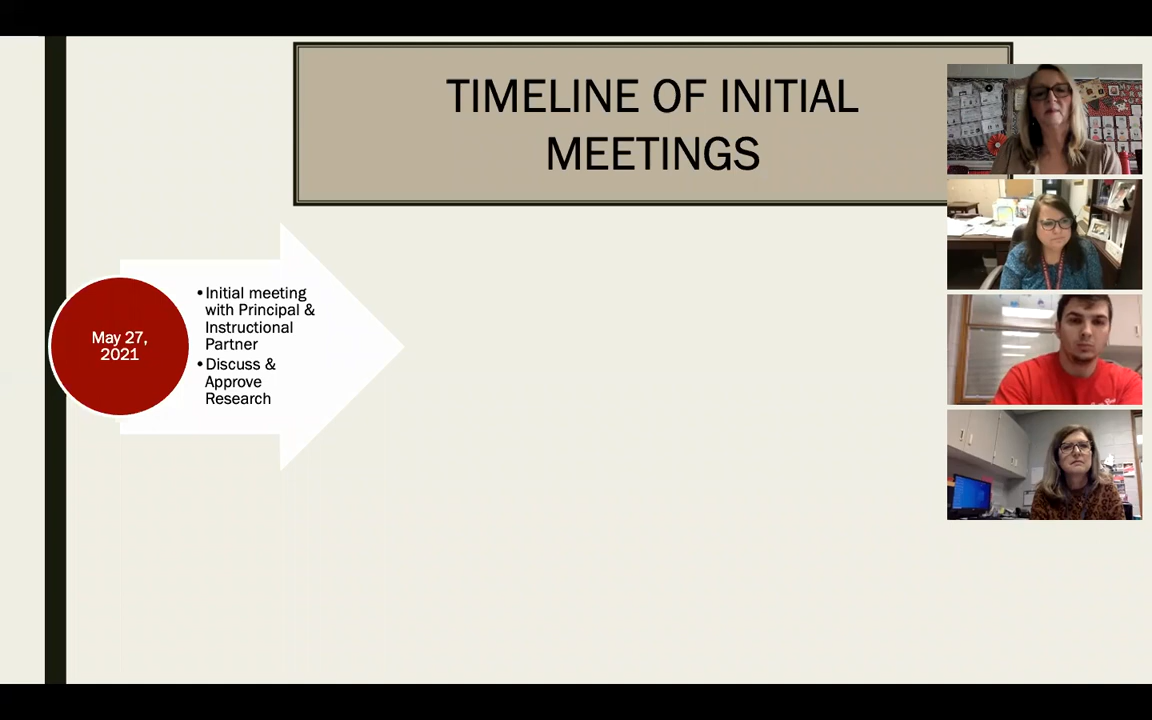 TIMELINE OF INITIAL
MEETINGS
May 27,
2021
•Initial meeting
with Principal &
Instructional
Partner
•Discuss &
Approve
Research